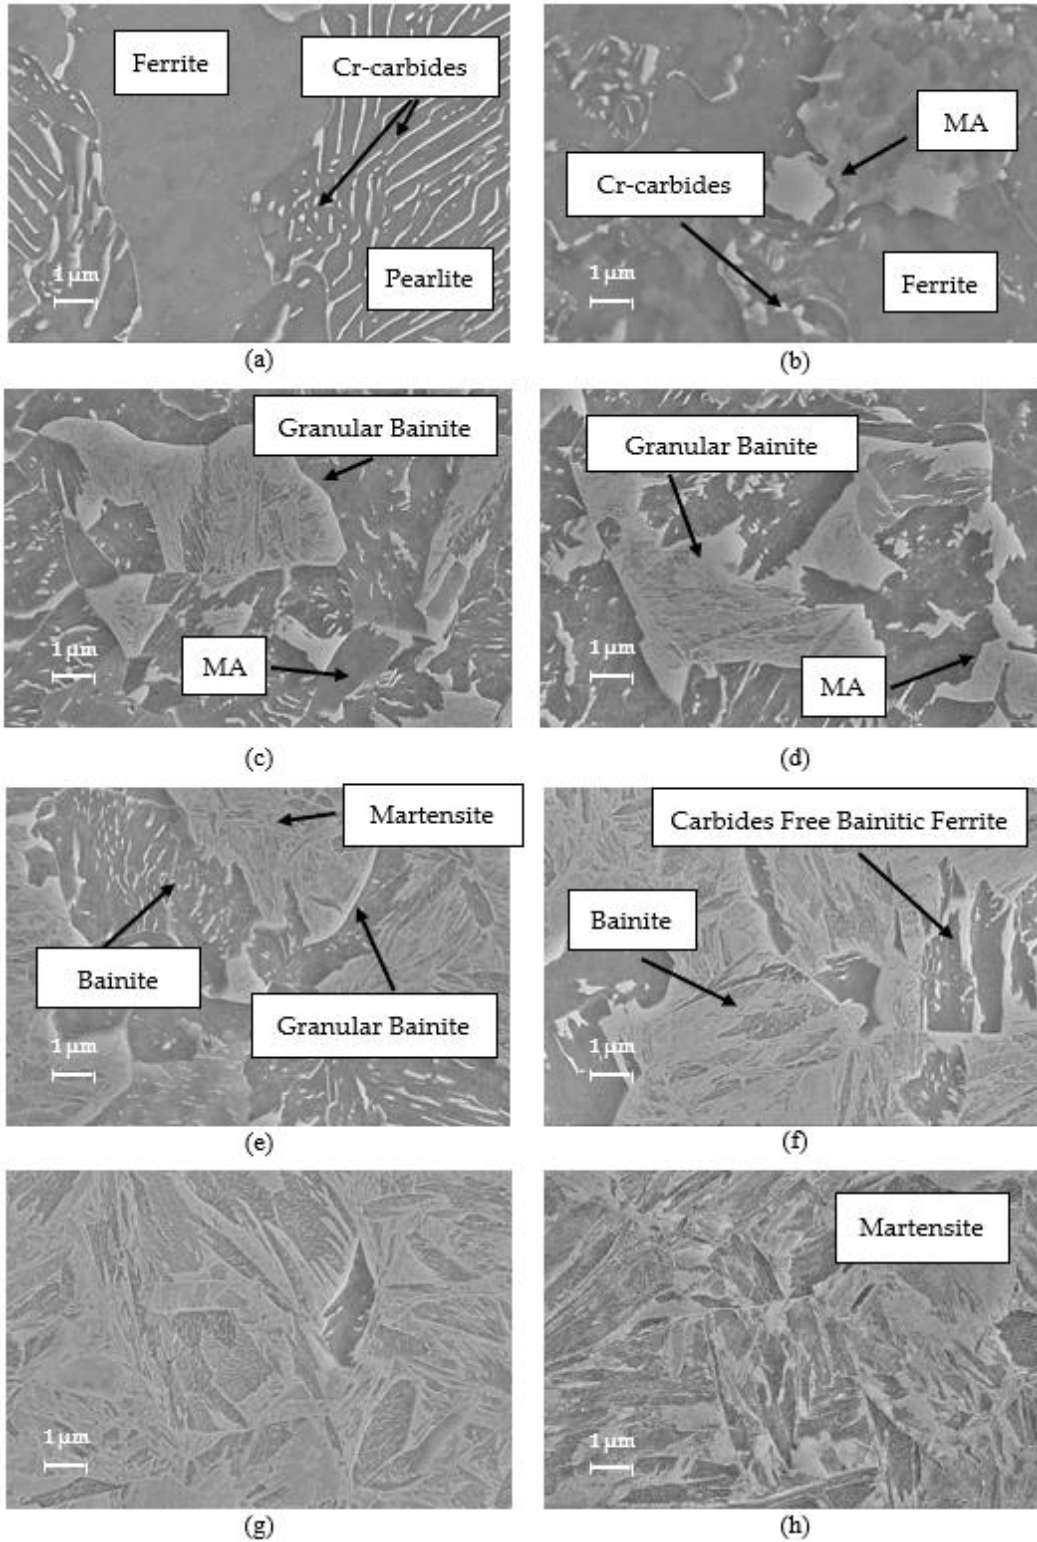 Ferrite
Cr-carbides
Pearlite
1 µm
(a)
MA
Cr-carbides
Ferrite
1 µm
(b)
Granular Bainite
MA
1 µm
(c)
Granular Bainite
MA
1 µm
(d)
Martensite
Bainite
Granular Bainite
1 µm
(e)
Carbides Free Bainitic Ferrite
Bainite
1 µm
(f)
1 µm
(g)
Martensite
1 µm
(h)